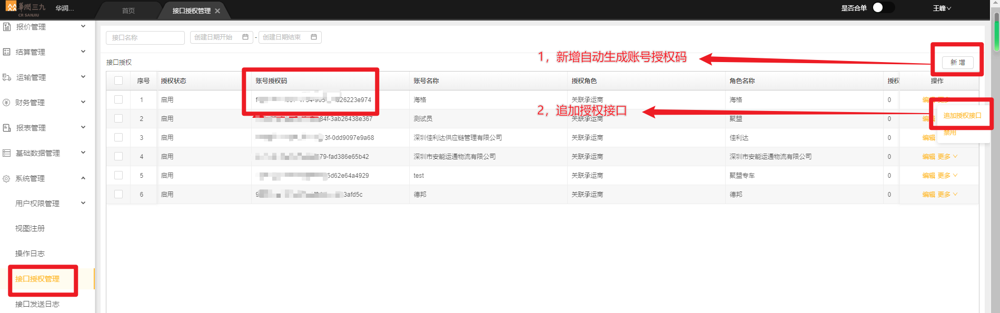 華潤三九
CR SANJIU
华润...
首页
接口授权管理
是否合单
王峰
报价管理
结算管理
运输管理
财务管理
报表管理
基础数据管理
系统管理
用户权限管理
视图注册
操作日志
接口授权管理
接口发送日志
接口名称 创建日期开始 - 创建日期结束
1，新增自动生成账号授权码
新 增
接口授权
序号 授权状态 账号授权码 账号名称 授权角色 角色名称 授权 操作
1 启用 a26223e974 海格 关联承运商 海格 0
2，追加授权接口
追加授权接口
2 启用 84f-3ab26438e367 测试员 关联承运商 聚盟 0 编辑
禁用
3 启用 3f-0dd9097e9a68 深圳佳利达供应链管理有限公司 关联承运商 佳利达 0 编辑
4 启用 179-fad386e65b42 深圳市安能运通物流有限公司 关联承运商 深圳市安能运通物流有限公司 0 编辑 更多
5 启用 5d62e64a4929 test 关联承运商 聚盟专车 0 编辑 更多
6 启用 3afd5c 德邦 关联承运商 德邦 0 编辑 更多